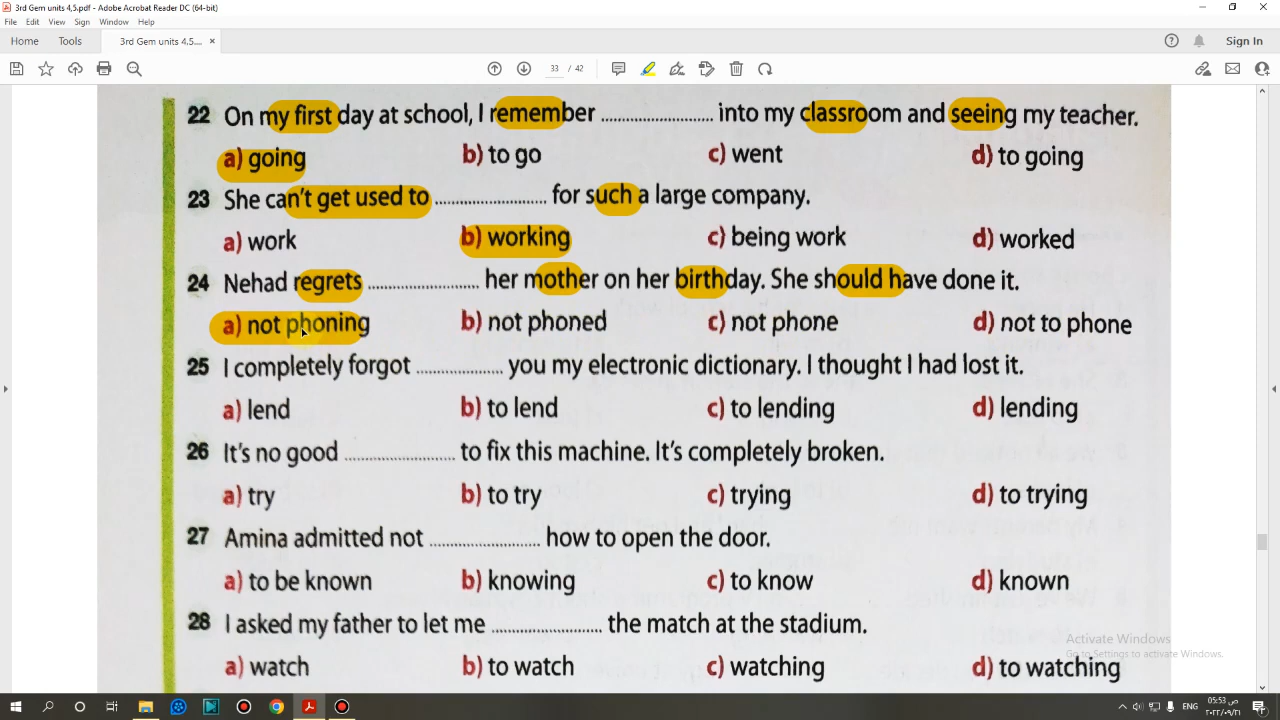 3rd Gem units 4,5.pdf - Adobe Acrobat Reader DC (64-bit)
File Edit View Sign Window Help
Home Tools 3rd Gem units 4,5.... × Sign In
33 / 42
22 On my first day at school, I remember ........................ into my classroom and seeing my teacher.
a) going b) to go c) went d) to going
23 She can't get used to ........................ for such a large company.
a) work b) working c) being work d) worked
24 Nehad regrets ........................ her mother on her birthday. She should have done it.
a) not phoning b) not phoned c) not phone d) not to phone
25 I completely forgot ................... you my electronic dictionary. I thought I had lost it.
a) lend b) to lend c) to lending d) lending
26 It's no good ........................ to fix this machine. It's completely broken.
a) try b) to try c) trying d) to trying
27 Amina admitted not ........................ how to open the door.
a) to be known b) knowing c) to know d) known
28 I asked my father to let me ........................ the match at the stadium.
a) watch b) to watch c) watching d) to watching
Activate Windows
Go to Settings to activate Windows.
ENG
05:53 ص